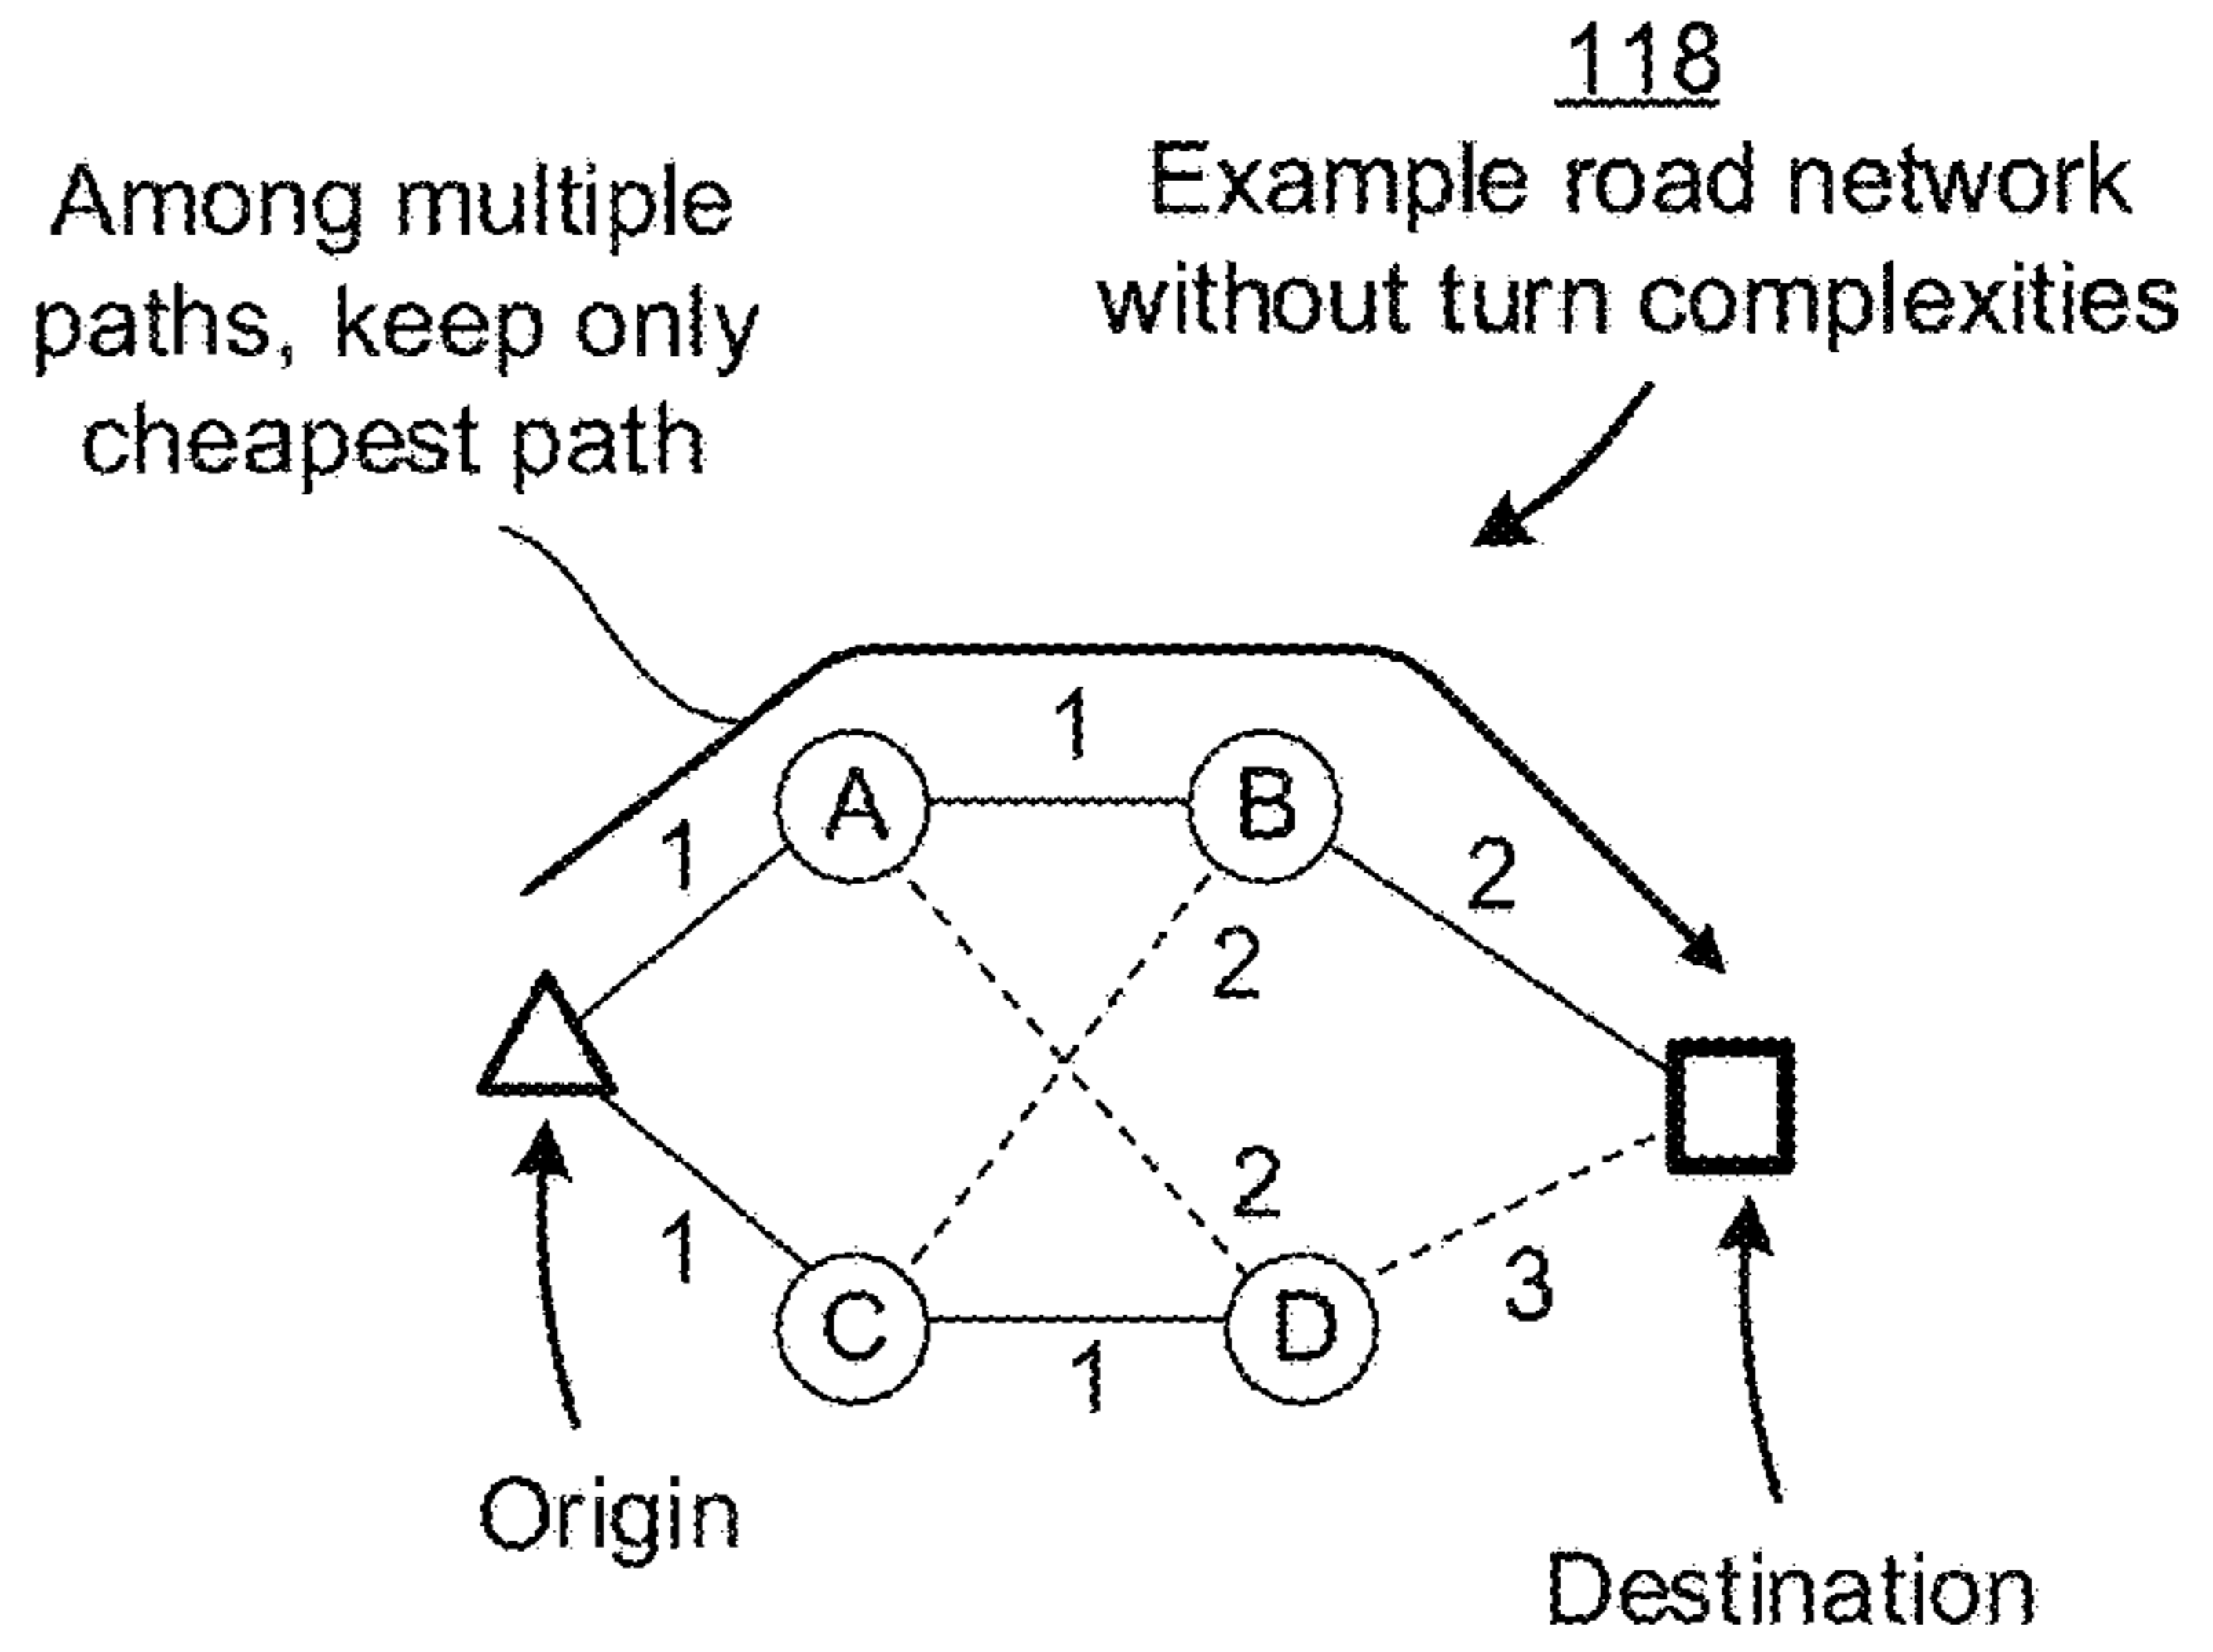 118
Example road network
without turn complexities
Among multiple
paths, keep only
cheapest path
1
1
A
B
2
2
2
1
3
C
D
1
Origin
Destination